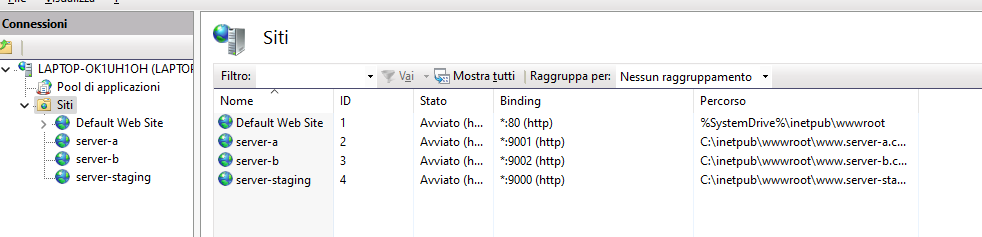 File Visualizza ?
Connessioni
Siti
LAPTOP-OK1UH1OH (LAPTOP
Pool di applicazioni
Siti
Default Web Site
server-a
server-b
server-staging
Filtro: Vai Mostra tutti Raggruppa per: Nessun raggruppamento
Nome ID Stato Binding Percorso
Default Web Site 1 Avviato (h... *:80 (http) %SystemDrive%\inetpub\wwwroot
server-a 2 Avviato (h... *:9001 (http) C:\inetpub\wwwroot\www.server-a.c...
server-b 3 Avviato (h... *:9002 (http) C:\inetpub\wwwroot\www.server-b.c...
server-staging 4 Avviato (h... *:9000 (http) C:\inetpub\wwwroot\www.server-sta...